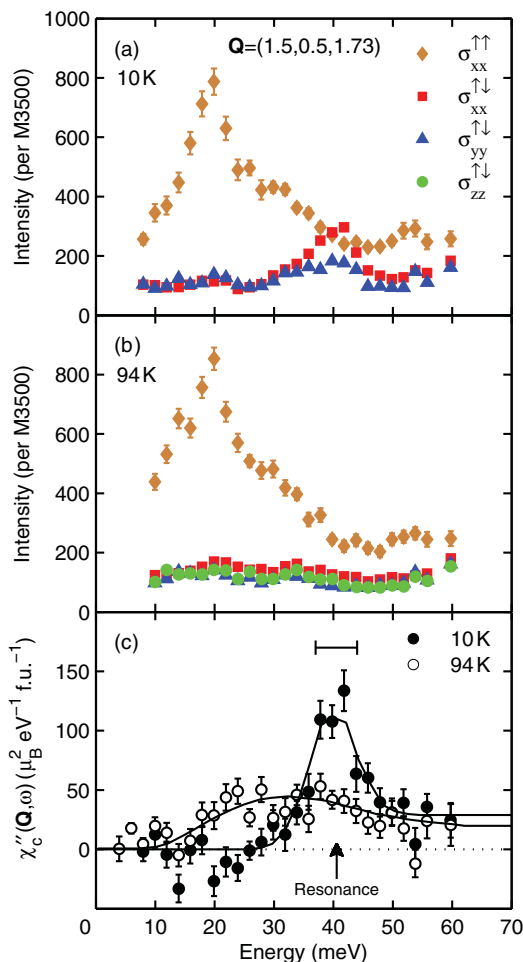 (a)
10 K
Q=(1.5,0.5,1.73)
σxx↑↑
σxx↑↓
σyy↑↓
σzz↑↓
Intensity (per M3500)
1000
800
600
400
200
0
(b)
94 K
Intensity (per M3500)
800
600
400
200
0
(c)
10 K
94 K
χc″(Q,ω) (μB² eV⁻¹ f.u.⁻¹)
150
100
50
0
Resonance
0 10 20 30 40 50 60 70
Energy (meV)